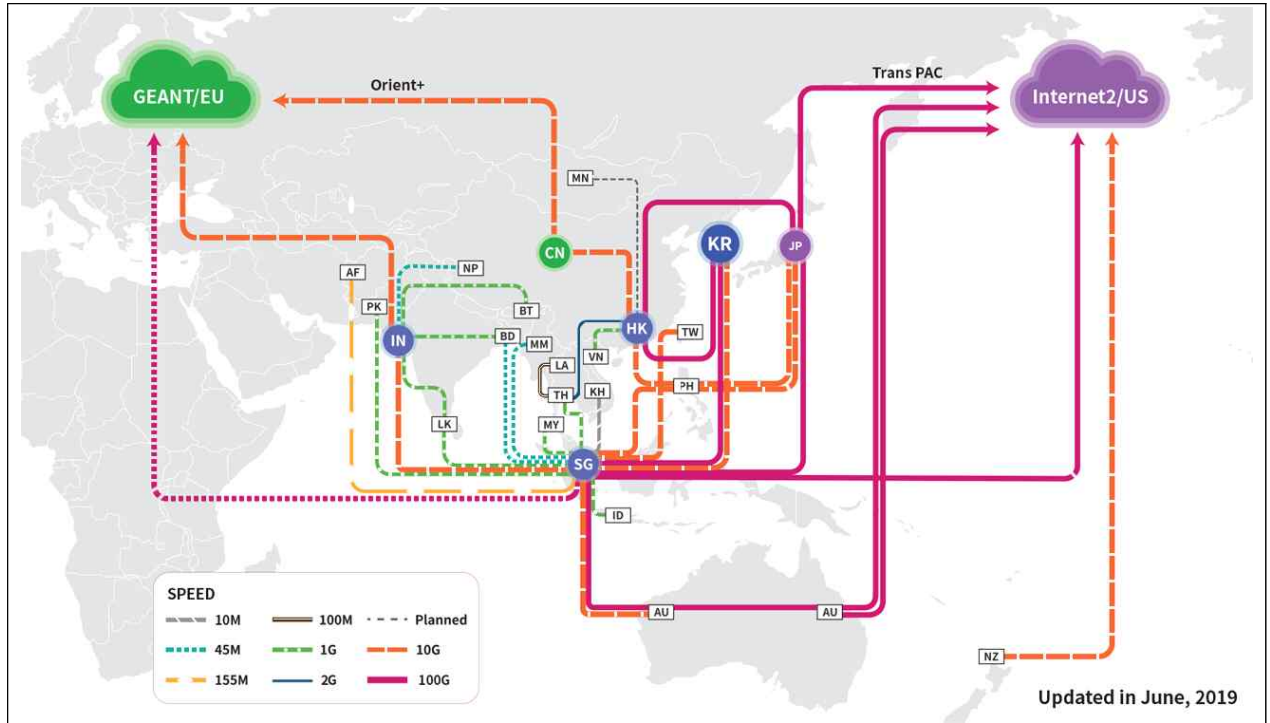 Orient+
Trans PAC
GEANT/EU
Internet2/US
MN
KR
JP
CN
AF
NP
PK
BT
HK
TW
IN
BD
MM
VN
LA
PH
TH
KH
LK
MY
SG
ID
SPEED
10M
100M
Planned
45M
1G
10G
155M
2G
100G
AU
AU
NZ
Updated in June, 2019